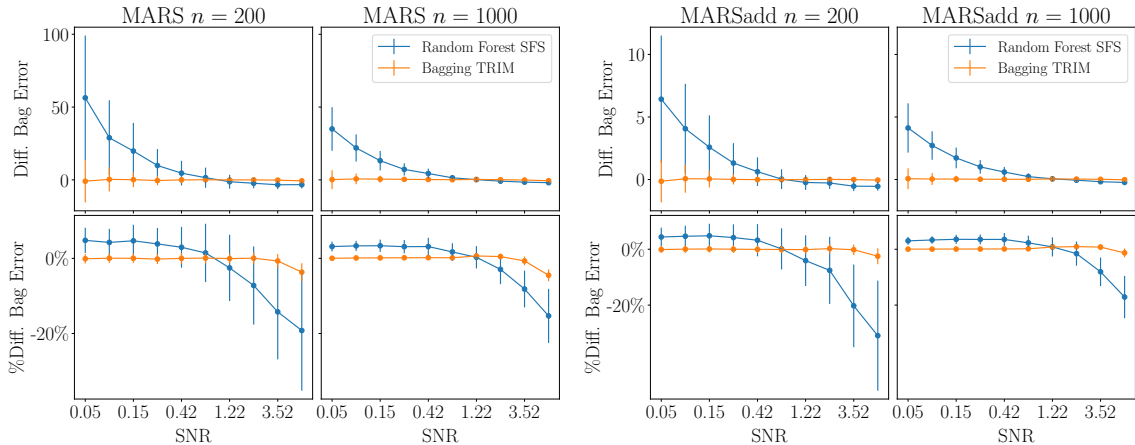 MARS n = 200
MARS n = 1000
MARSadd n = 200
MARSadd n = 1000
Diff. Bag Error
100
50
0
Random Forest SFS
Bagging TRIM
Diff. Bag Error
10
5
0
Random Forest SFS
Bagging TRIM
%Diff. Bag Error
0%
-20%
%Diff. Bag Error
0%
-20%
0.05 0.15 0.42 1.22 3.52
0.05 0.15 0.42 1.22 3.52
0.05 0.15 0.42 1.22 3.52
0.05 0.15 0.42 1.22 3.52
SNR
SNR
SNR
SNR